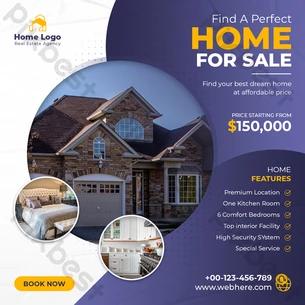 Home Logo
Real Estate Agency
Find A Perfect
HOME
FOR SALE
Find your best dream home
at affordable price
PRICE STARTING FROM
$150,000
HOME
FEATURES
Premium Location
One Kitchen Room
6 Comfort Bedrooms
Top interior Facility
High Security SYstem
Special Service
BOOK NOW
+00-123-456-789
www.webhere.com